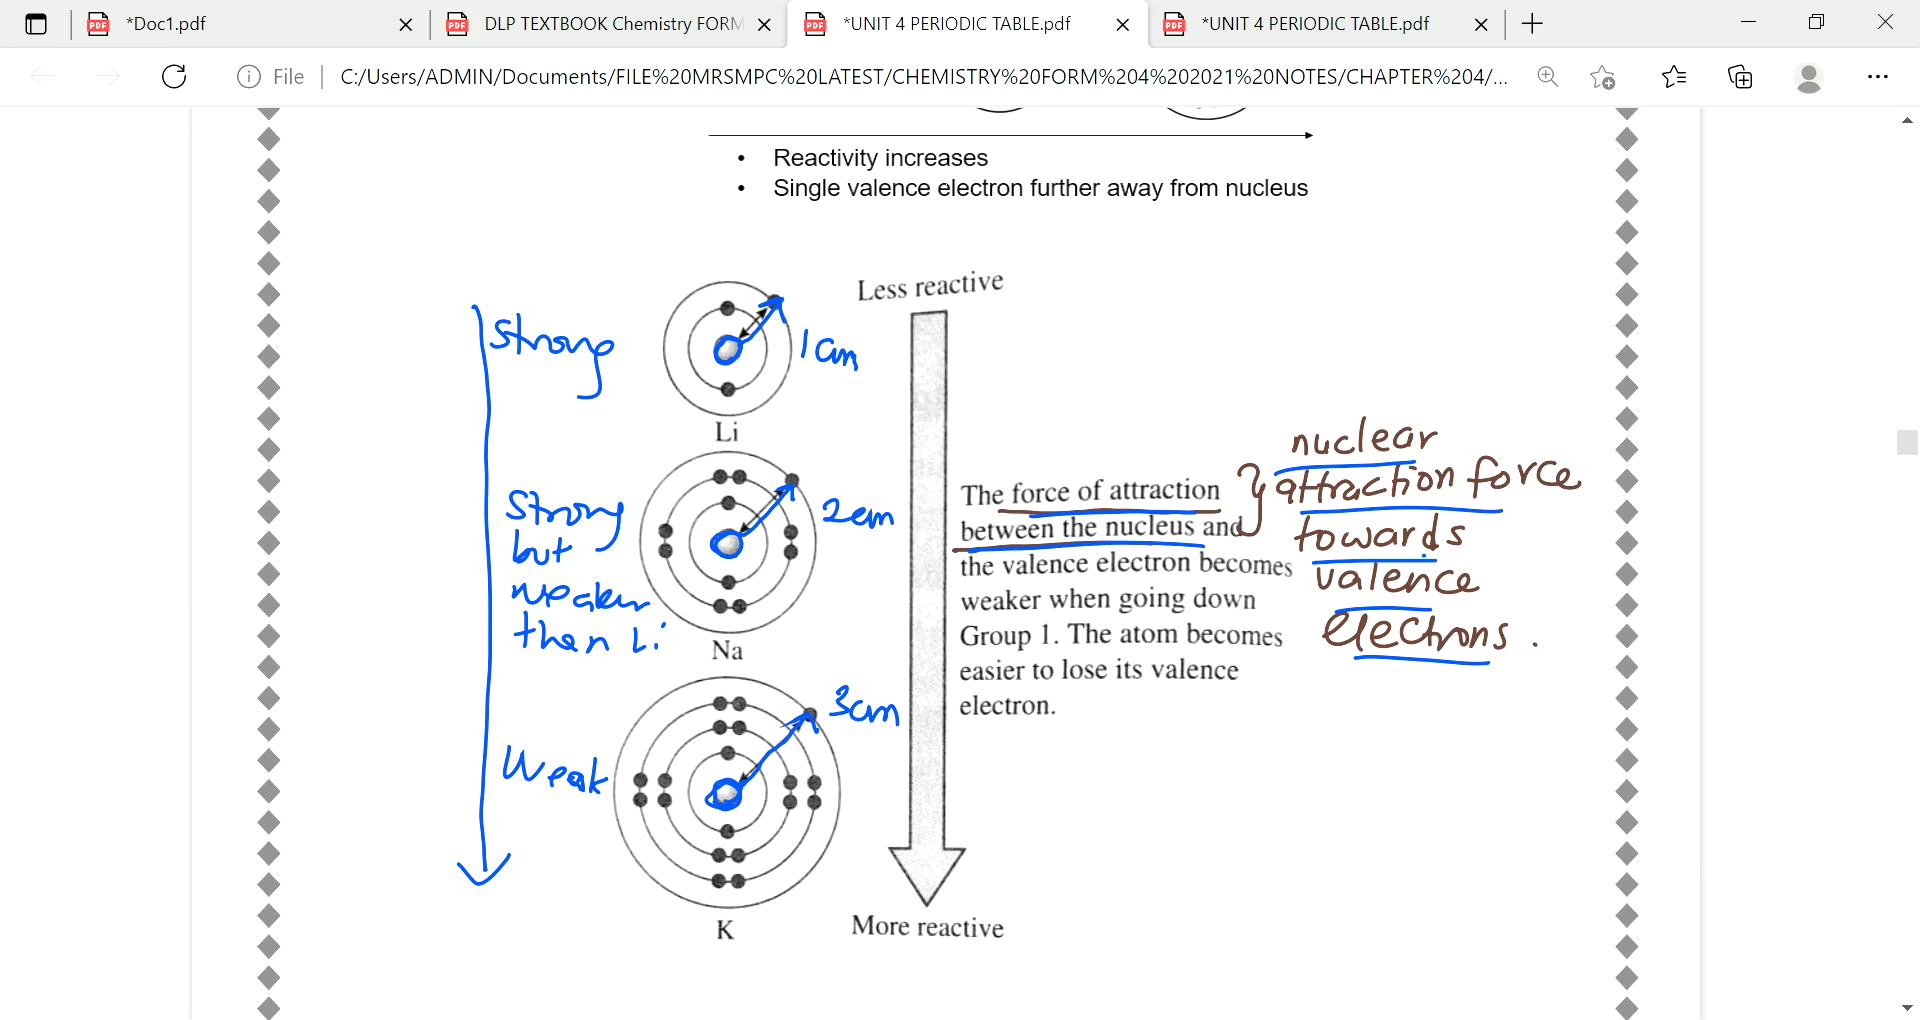 *Doc1.pdf
DLP TEXTBOOK Chemistry FORM
*UNIT 4 PERIODIC TABLE.pdf
*UNIT 4 PERIODIC TABLE.pdf
File
C:/Users/ADMIN/Documents/FILE%20MRSMPC%20LATEST/CHEMISTRY%20FORM%204%202021%20NOTES/CHAPTER%204/...
• Reactivity increases
• Single valence electron further away from nucleus
Less reactive
strong
1cm
Li
2cm
Strong
but
weaker
than Li
Na
The force of attraction
between the nucleus and
the valence electron becomes
weaker when going down
Group 1. The atom becomes
easier to lose its valence
electron.
nuclear
attraction force
towards
valence
electrons.
3cm
Weak
K
More reactive